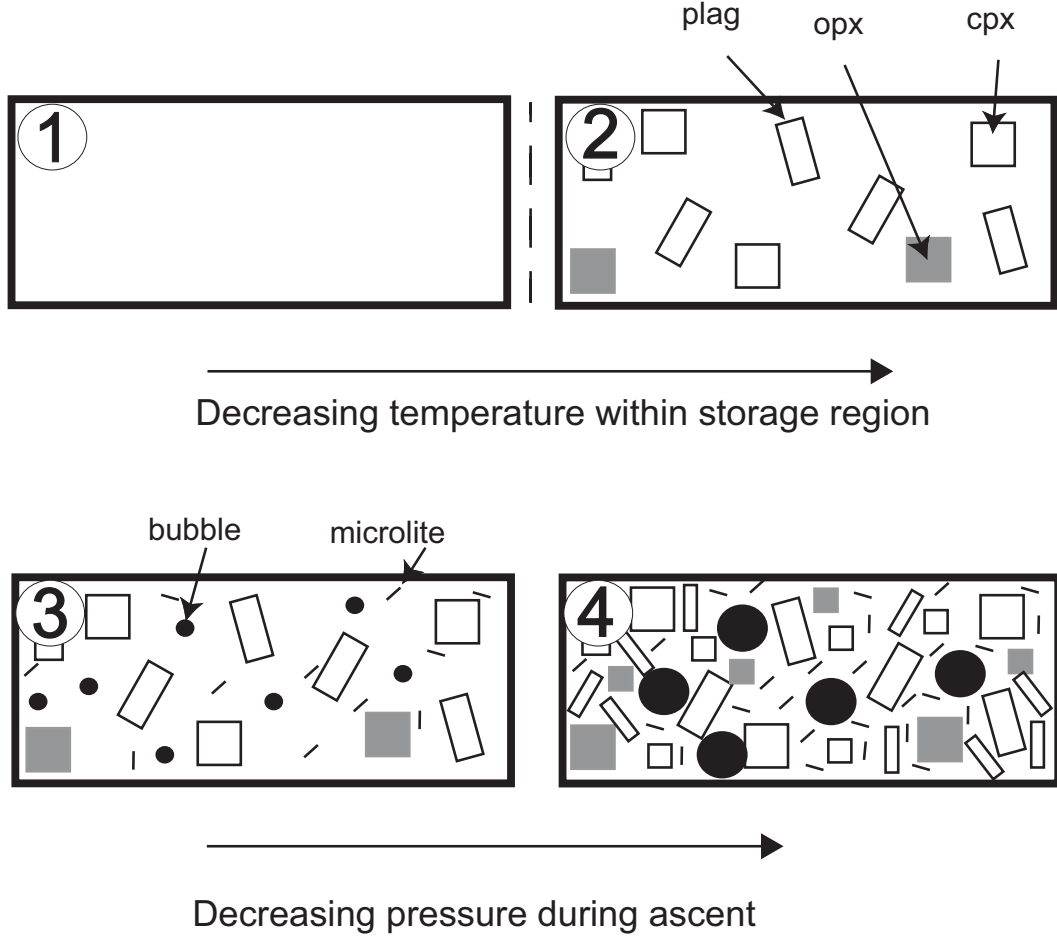 plag
opx
cpx
1
2
Decreasing temperature within storage region
bubble
microlite
3
4
Decreasing pressure during ascent